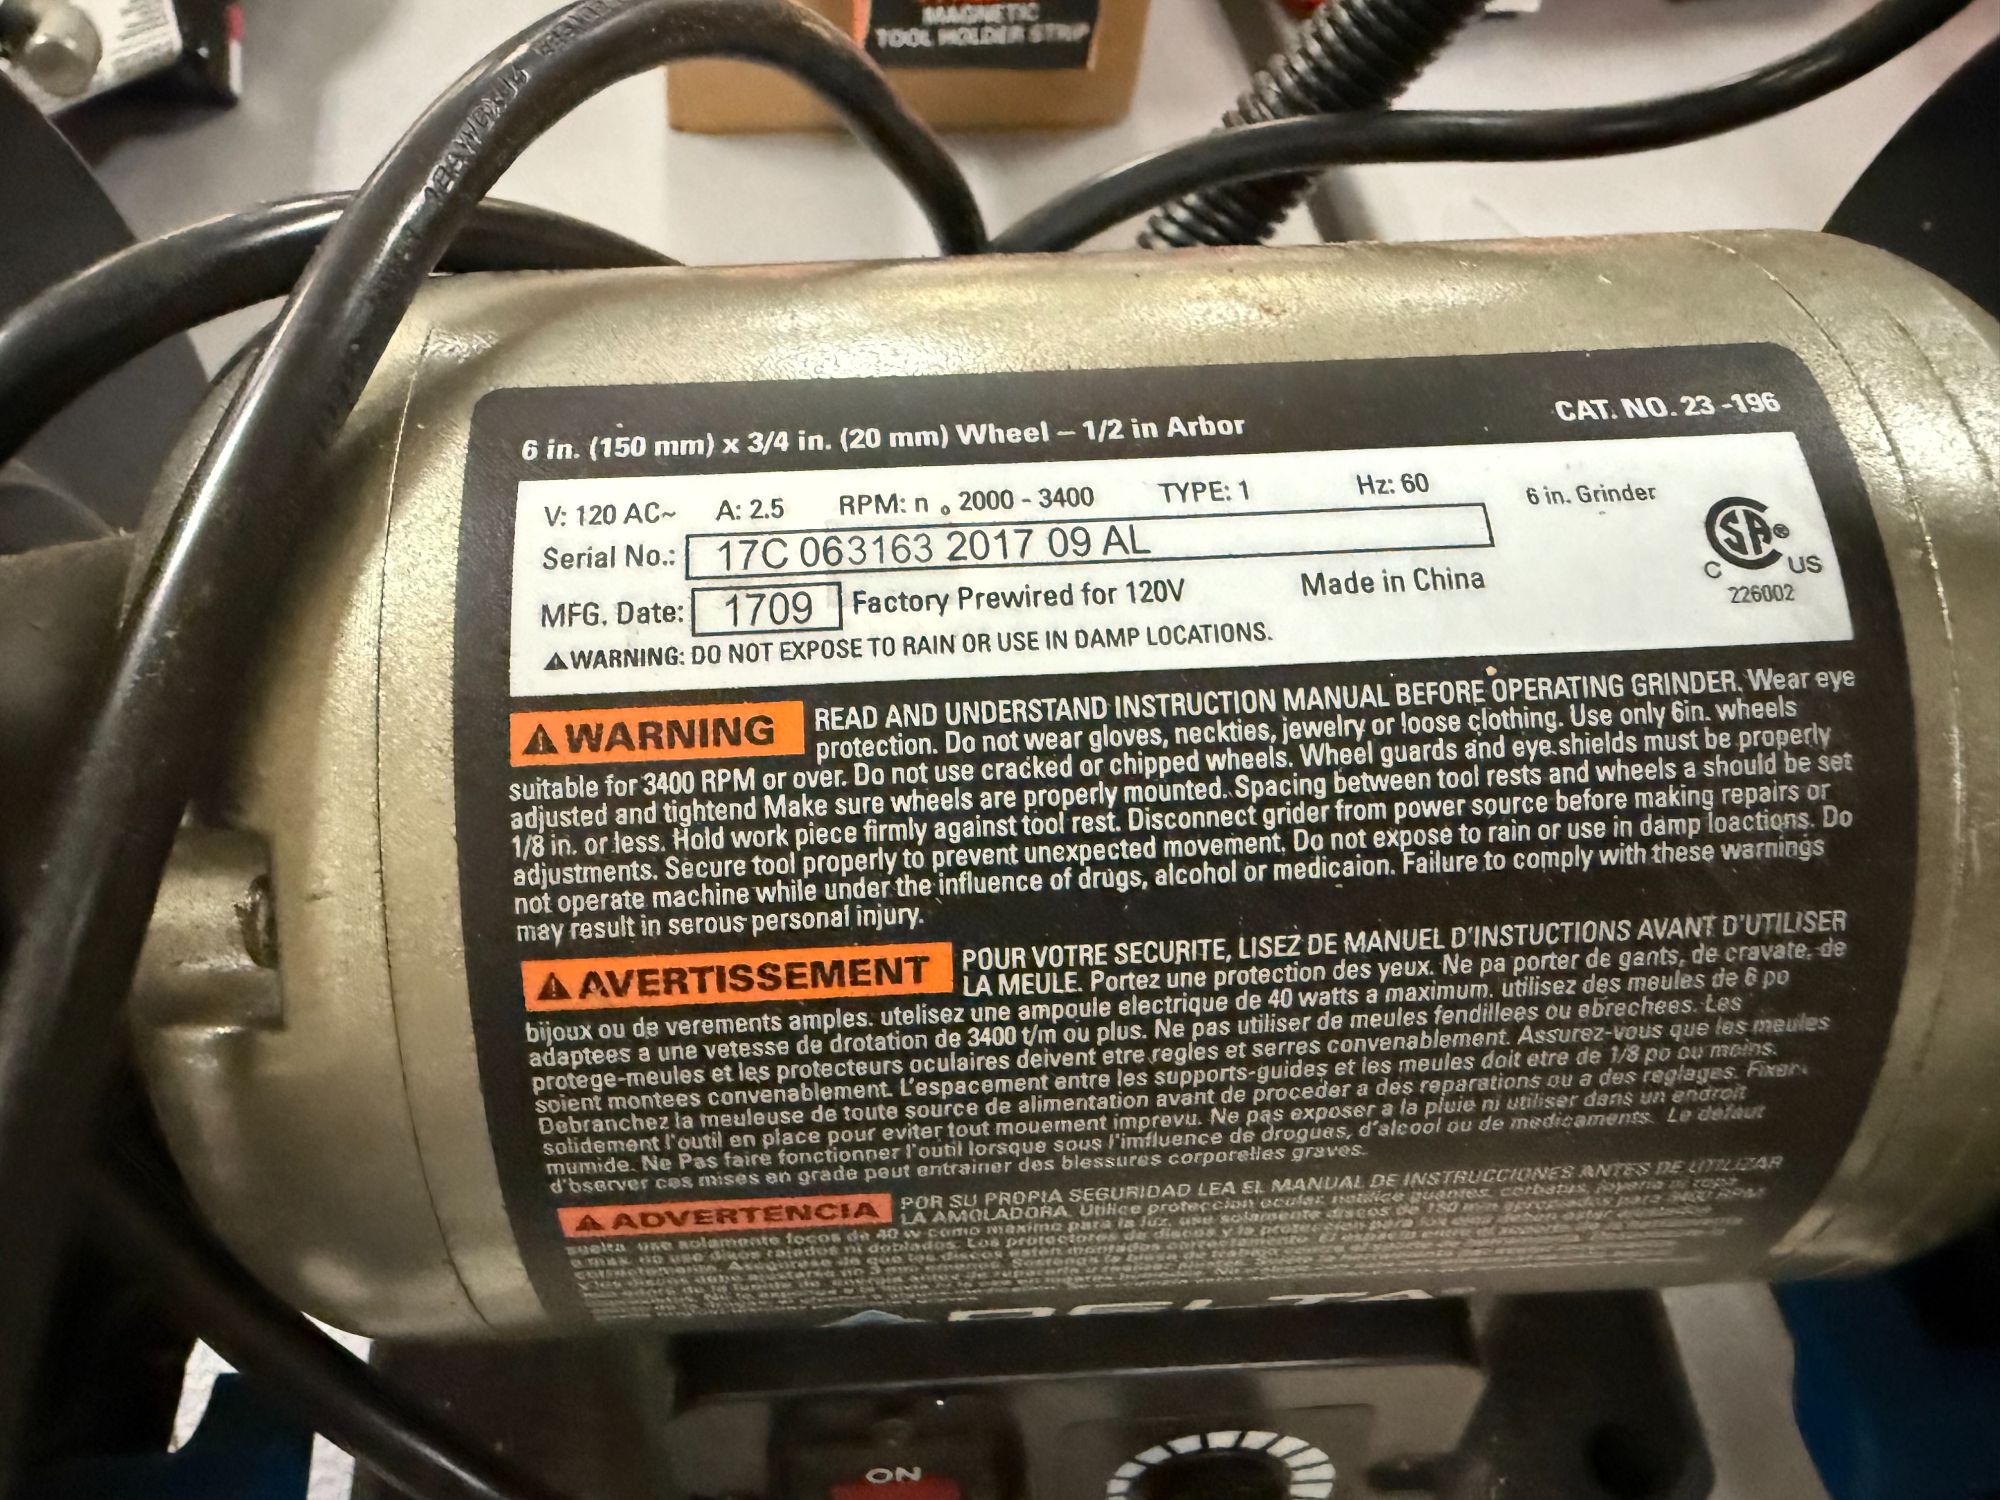 MAGNETIC
TOOL HOLDER STRIP
6 in. (150 mm) x 3/4 in. (20 mm) Wheel – 1/2 in Arbor
CAT. NO. 23 -196
V: 120 AC~ A: 2.5 RPM: n o 2000 - 3400 TYPE: 1 Hz: 60 6 in. Grinder
Serial No.: 17C 063163 2017 09 AL
MFG. Date: 1709 Factory Prewired for 120V Made in China
⚠WARNING: DO NOT EXPOSE TO RAIN OR USE IN DAMP LOCATIONS.
SA®
C US
226002
⚠ WARNING READ AND UNDERSTAND INSTRUCTION MANUAL BEFORE OPERATING GRINDER. Wear eye
protection. Do not wear gloves, neckties, jewelry or loose clothing. Use only 6in. wheels
suitable for 3400 RPM or over. Do not use cracked or chipped wheels. Wheel guards and eye shields must be properly
adjusted and tightend Make sure wheels are properly mounted. Spacing between tool rests and wheels a should be set
1/8 in. or less. Hold work piece firmly against tool rest. Disconnect grider from power source before making repairs or
adjustments. Secure tool properly to prevent unexpected movement. Do not expose to rain or use in damp loactions. Do
not operate machine while under the influence of drugs, alcohol or medicaion. Failure to comply with these warnings
may result in serous personal injury.
⚠ AVERTISSEMENT POUR VOTRE SECURITE, LISEZ DE MANUEL D'INSTUCTIONS AVANT D'UTILISER
LA MEULE. Portez une protection des yeux. Ne pa porter de gants, de cravate, de
bijoux ou de verements amples. utelisez une ampoule electrique de 40 watts a maximum. utilisez des meules de 6 po
adaptees a une vetesse de drotation de 3400 t/m ou plus. Ne pas utiliser de meules fendillees ou ebrechees. Les
protege-meules et les protecteurs oculaires deivent etre regles et serres convenablement. Assurez-vous que les meules
soient montees convenablement. L'espacement entre les supports-guides et les meules doit etre de 1/8 po ou moins.
Debranchez la meuleuse de toute source de alimentation avant de proceder a des reparations ou a des reglages. Fixer
solidement l'outil en place pour eviter tout mouement imprevu. Ne pas exposer a la pluie ni utiliser dans un endroit
mumide. Ne Pas faire fonctionner l'outil lorsque sous l'imfluence de drogues, d'alcool ou de medicaments. Le defaut
d'bserver ces mises en grade peut entrainer des blessures corporelles graves.
⚠ ADVERTENCIA POR SU PROPIA SEGURIDAD LEA EL MANUAL DE INSTRUCCIONES ANTES DE UTILIZAR
LA AMOLADORA. Utilice proteccion ocular.
DELTA
ON